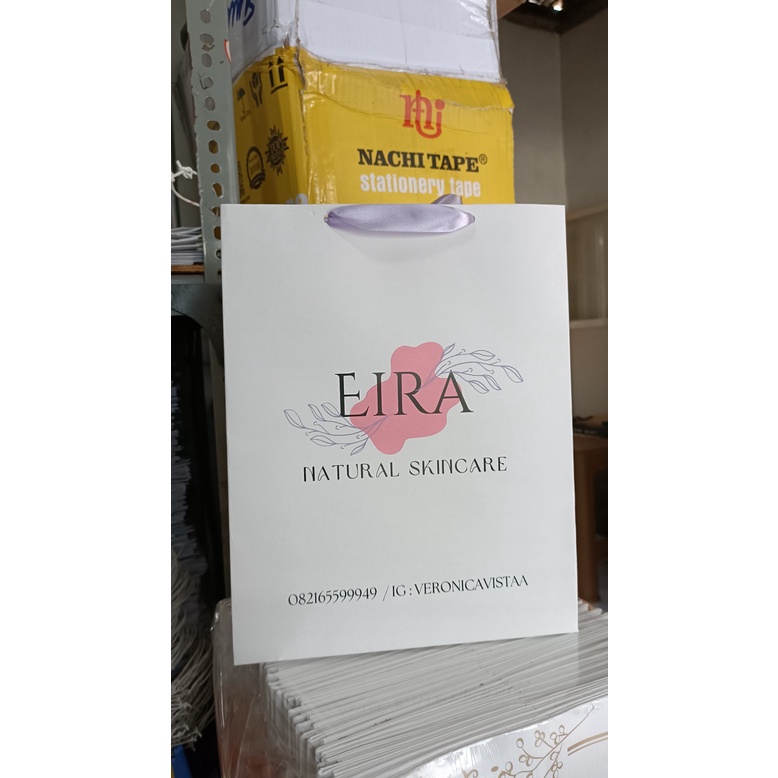 NACHI TAPE®
stationery tape
EIRA
NATURAL SKINCARE
082165599949 / IG : VERONICAVISTAA